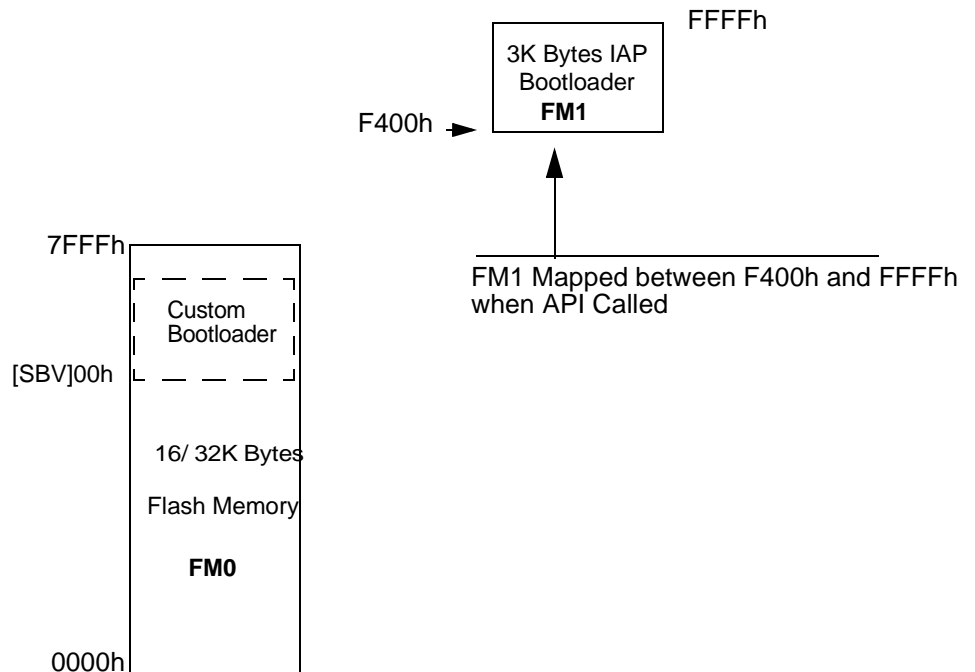 FFFFh
3K Bytes IAP
Bootloader
FM1
F400h
7FFFh
FM1 Mapped between F400h and FFFFh
when API Called
Custom
Bootloader
[SBV]00h
16/ 32K Bytes
Flash Memory
FM0
0000h